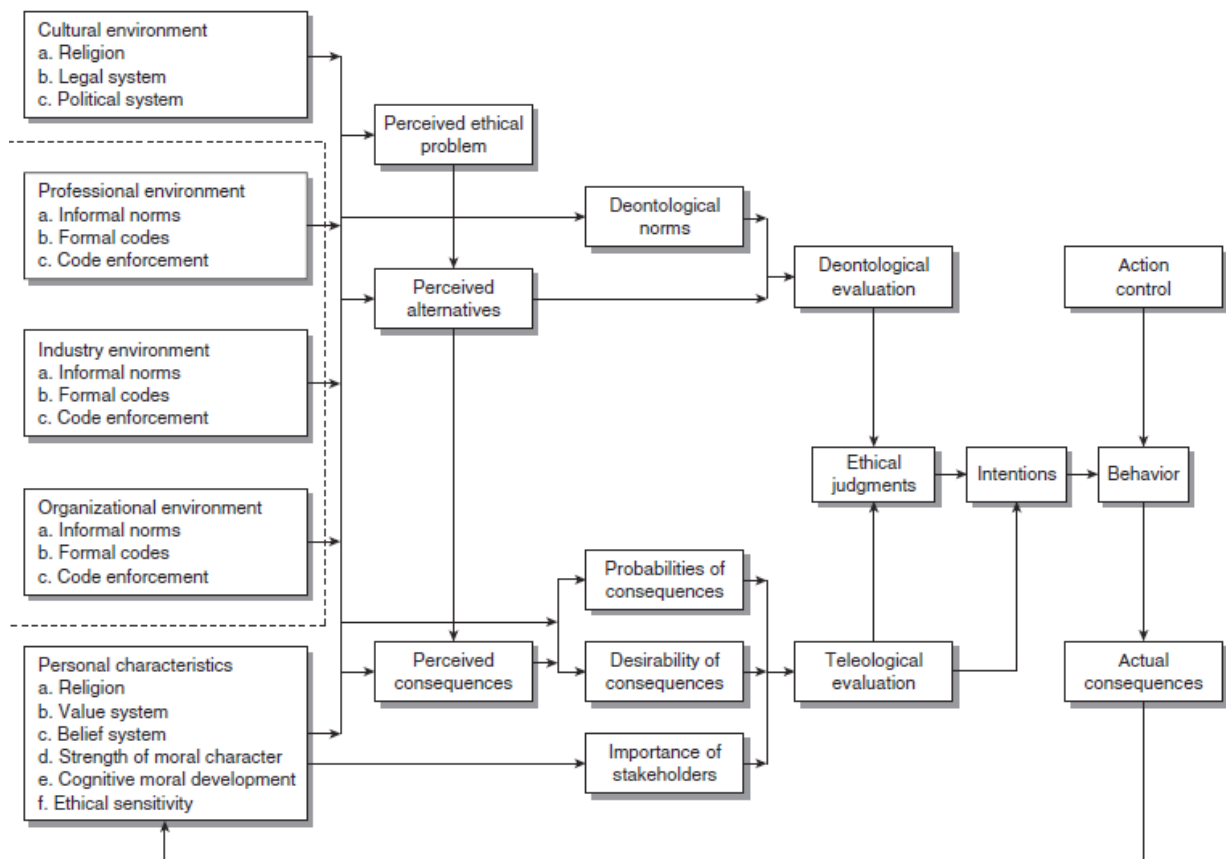 Cultural environment
a. Religion
b. Legal system
c. Political system
Professional environment
a. Informal norms
b. Formal codes
c. Code enforcement
Industry environment
a. Informal norms
b. Formal codes
c. Code enforcement
Organizational environment
a. Informal norms
b. Formal codes
c. Code enforcement
Personal characteristics
a. Religion
b. Value system
c. Belief system
d. Strength of moral character
e. Cognitive moral development
f. Ethical sensitivity
Perceived ethical
problem
Perceived
alternatives
Perceived
consequences
Deontological
norms
Probabilities of
consequences
Desirability of
consequences
Importance of
stakeholders
Deontological
evaluation
Ethical
judgments
Teleological
evaluation
Intentions
Action
control
Behavior
Actual
consequences